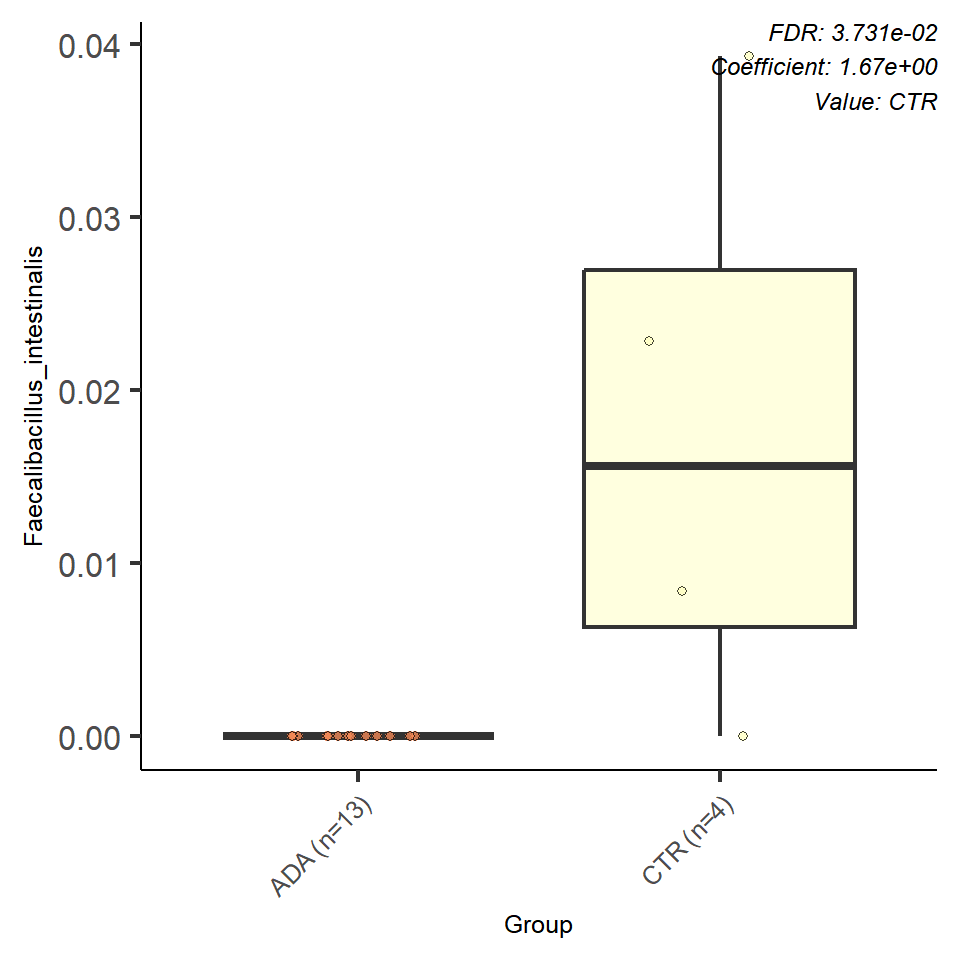 FDR: 3.731e-02
Coefficient: 1.67e+00
Value: CTR
Faecalibacillus_intestinalis
0.04
0.03
0.02
0.01
0.00
ADA (n=13)
CTR (n=4)
Group